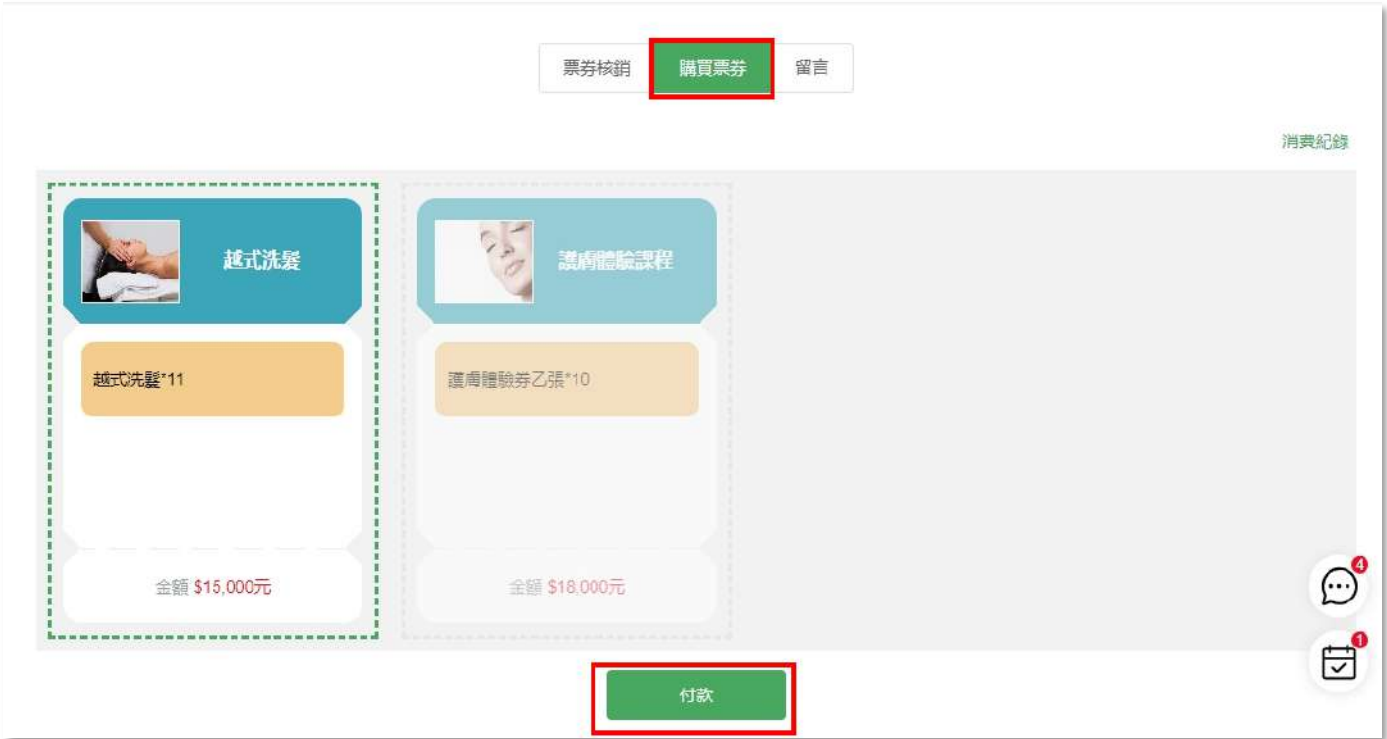 票券核銷
購買票券
留言
消費紀錄
越式洗髮
護膚體驗課程
越式洗髮*11
護膚體驗券乙張*10
金額 $15,000元
金額 $18,000元
4
1
付款